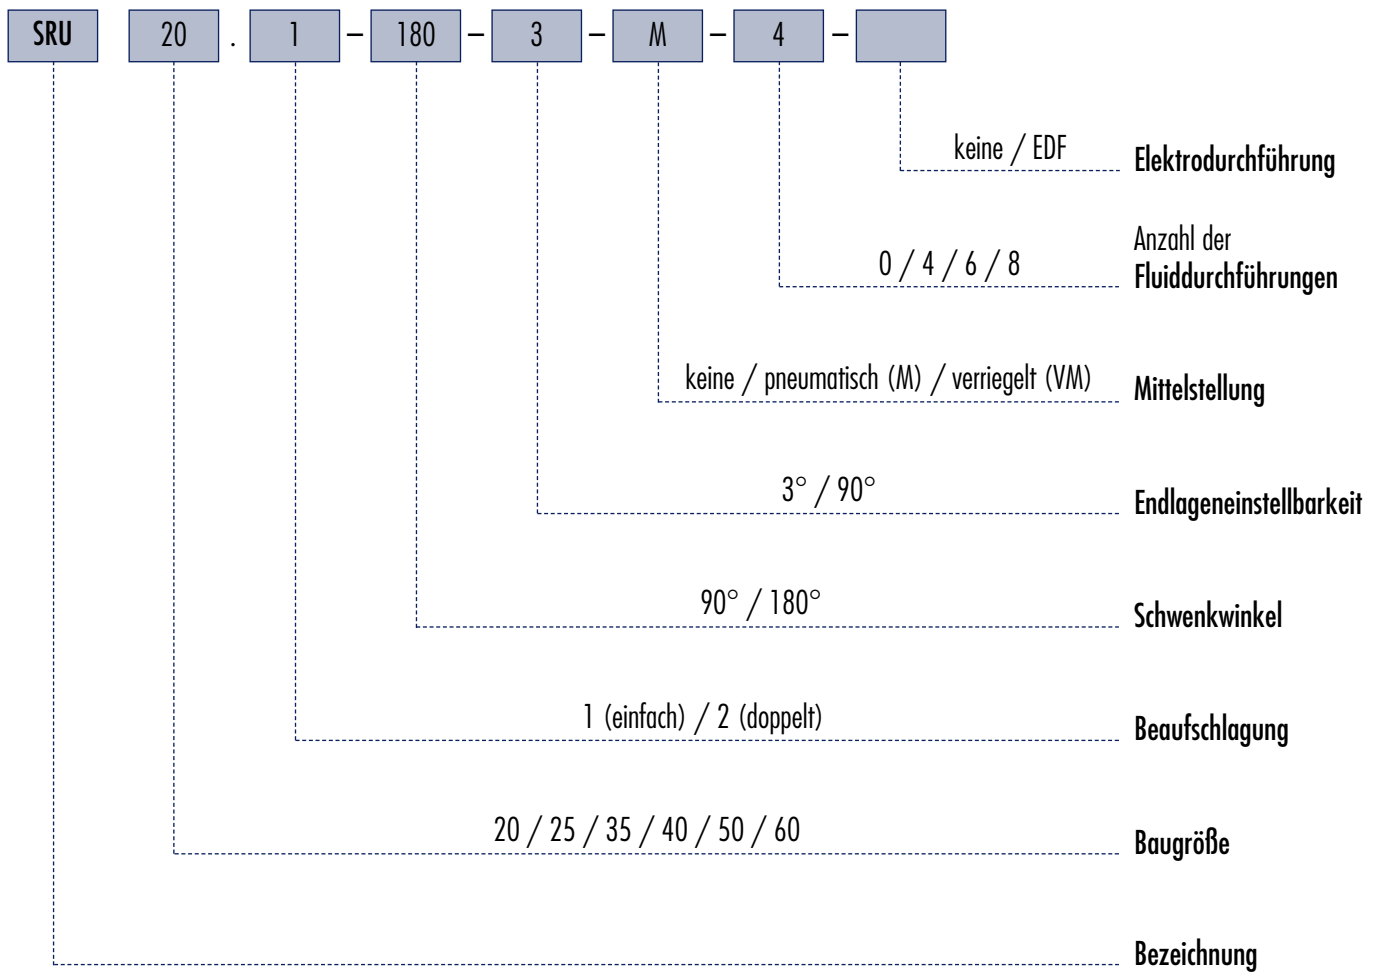 SRU 20 . 1 – 180 – 3 – M – 4 –
keine / EDF
Elektrodurchführung
Anzahl der
0 / 4 / 6 / 8
Fluiddurchführungen
keine / pneumatisch (M) / verriegelt (VM)
Mittelstellung
3° / 90°
Endlageneinstellbarkeit
90° / 180°
Schwenkwinkel
1 (einfach) / 2 (doppelt)
Beaufschlagung
20 / 25 / 35 / 40 / 50 / 60
Baugröße
Bezeichnung